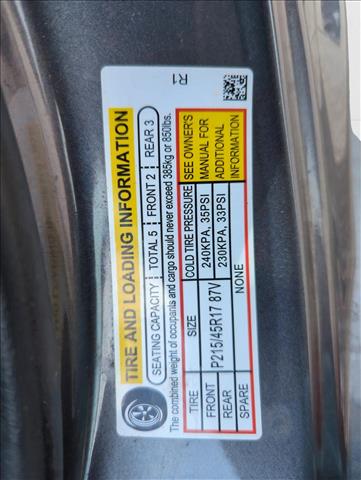 TIRE AND LOADING INFORMATION
SEATING CAPACITY TOTAL 5 FRONT 2 REAR 3
The combined weight of occupants and cargo should never exceed 385kg or 850lbs.
TIRE SIZE COLD TIRE PRESSURE SEE OWNER'S
FRONT P215/45R17 87V 240KPA, 35PSI MANUAL FOR
REAR 230KPA, 33PSI ADDITIONAL
SPARE NONE INFORMATION
R1